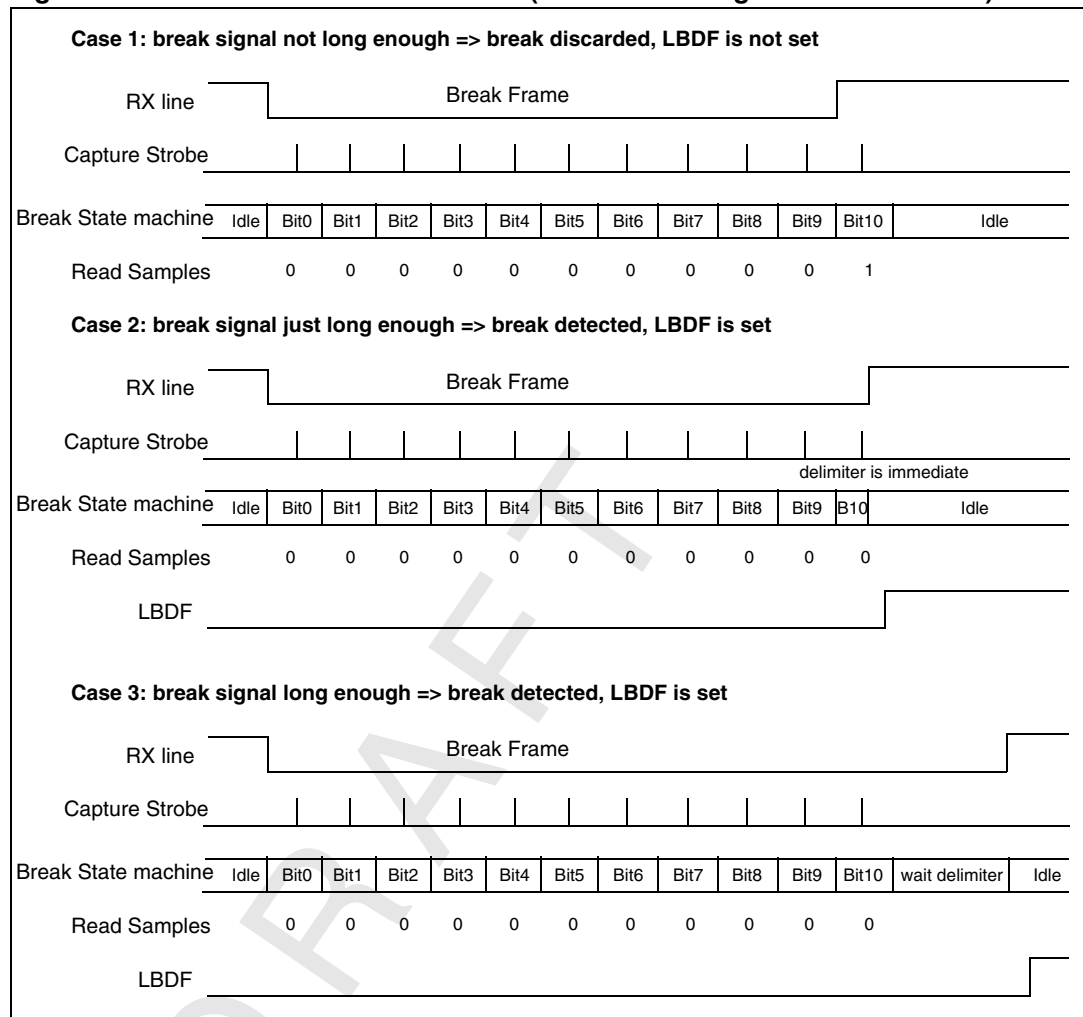 Case 1: break signal not long enough => break discarded, LBDF is not set
RX line
Break Frame
Capture Strobe
Break State machine Idle Bit0 Bit1 Bit2 Bit3 Bit4 Bit5 Bit6 Bit7 Bit8 Bit9 Bit10 Idle
Read Samples 0 0 0 0 0 0 0 0 0 0 1
Case 2: break signal just long enough => break detected, LBDF is set
RX line
Break Frame
Capture Strobe
delimiter is immediate
Break State machine Idle Bit0 Bit1 Bit2 Bit3 Bit4 Bit5 Bit6 Bit7 Bit8 Bit9 B10 Idle
Read Samples 0 0 0 0 0 0 0 0 0 0 0
LBDF
Case 3: break signal long enough => break detected, LBDF is set
RX line
Break Frame
Capture Strobe
Break State machine Idle Bit0 Bit1 Bit2 Bit3 Bit4 Bit5 Bit6 Bit7 Bit8 Bit9 Bit10 wait delimiter Idle
Read Samples 0 0 0 0 0 0 0 0 0 0 0
LBDF
DRAFT